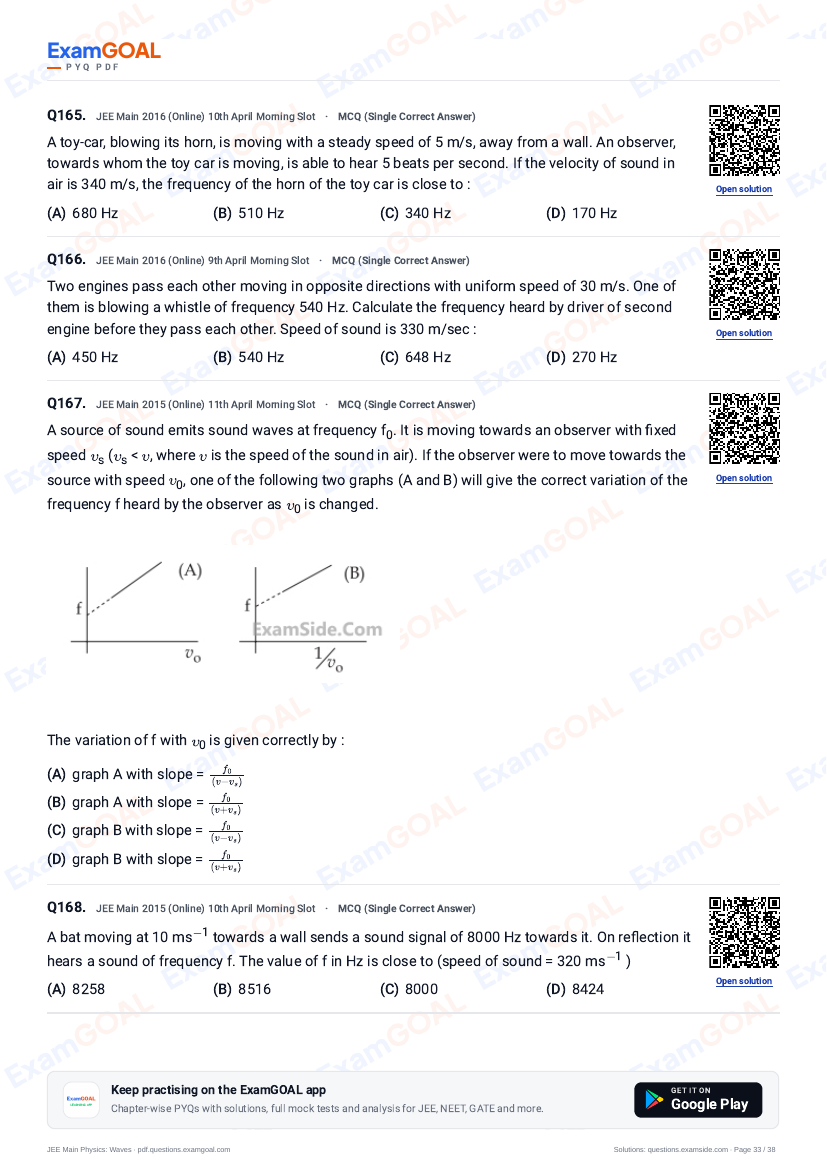 ExamGOAL
PYQ PDF
Q165. JEE Main 2016 (Online) 10th April Morning Slot · MCQ (Single Correct Answer)
A toy-car, blowing its horn, is moving with a steady speed of 5 m/s, away from a wall. An observer,
towards whom the toy car is moving, is able to hear 5 beats per second. If the velocity of sound in
air is 340 m/s, the frequency of the horn of the toy car is close to :
(A) 680 Hz (B) 510 Hz (C) 340 Hz (D) 170 Hz
Open solution
Q166. JEE Main 2016 (Online) 9th April Morning Slot · MCQ (Single Correct Answer)
Two engines pass each other moving in opposite directions with uniform speed of 30 m/s. One of
them is blowing a whistle of frequency 540 Hz. Calculate the frequency heard by driver of second
engine before they pass each other. Speed of sound is 330 m/sec :
(A) 450 Hz (B) 540 Hz (C) 648 Hz (D) 270 Hz
Open solution
Q167. JEE Main 2015 (Online) 11th April Morning Slot · MCQ (Single Correct Answer)
A source of sound emits sound waves at frequency f₀. It is moving towards an observer with fixed
speed υₛ (υₛ < υ, where υ is the speed of the sound in air). If the observer were to move towards the
source with speed υ₀, one of the following two graphs (A and B) will give the correct variation of the
frequency f heard by the observer as υ₀ is changed.
Open solution
(A) (B)
f f
ExamSide.Com
υₒ 1/υₒ
The variation of f with υ₀ is given correctly by :
(A) graph A with slope = f₀/(υ−υₛ)
(B) graph A with slope = f₀/(υ+υₛ)
(C) graph B with slope = f₀/(υ−υₛ)
(D) graph B with slope = f₀/(υ+υₛ)
Q168. JEE Main 2015 (Online) 10th April Morning Slot · MCQ (Single Correct Answer)
A bat moving at 10 ms⁻¹ towards a wall sends a sound signal of 8000 Hz towards it. On reflection it
hears a sound of frequency f. The value of f in Hz is close to (speed of sound = 320 ms⁻¹ )
(A) 8258 (B) 8516 (C) 8000 (D) 8424
Open solution
Keep practising on the ExamGOAL app
Chapter-wise PYQs with solutions, full mock tests and analysis for JEE, NEET, GATE and more.
GET IT ON
Google Play
JEE Main Physics: Waves · pdf.questions.examgoal.com Solutions: questions.examside.com · Page 33 / 38